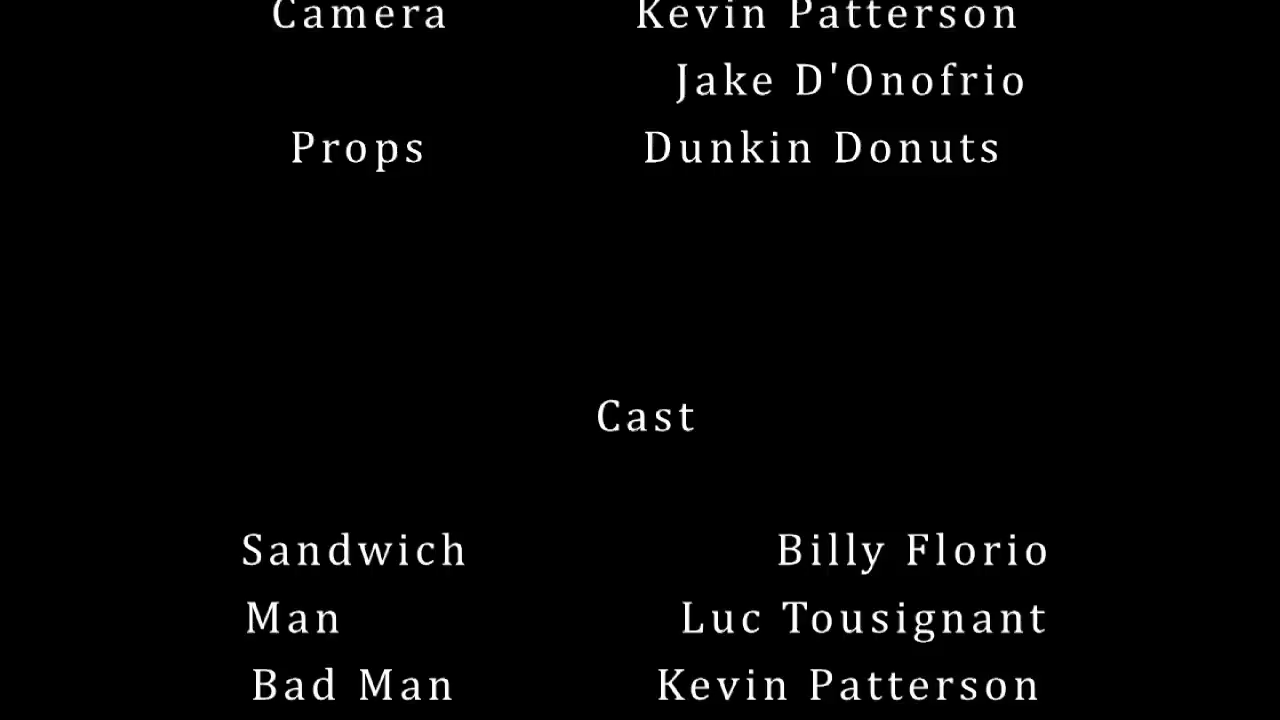 Camera Kevin Patterson
Jake D'Onofrio
Props Dunkin Donuts
Cast
Sandwich Billy Florio
Man Luc Tousignant
Bad Man Kevin Patterson